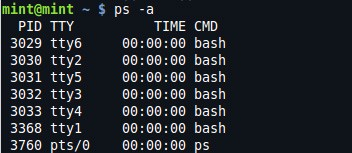 mint@mint ~ $ ps -a
PID TTY TIME CMD
3029 tty6 00:00:00 bash
3030 tty2 00:00:00 bash
3031 tty5 00:00:00 bash
3032 tty3 00:00:00 bash
3033 tty4 00:00:00 bash
3368 tty1 00:00:00 bash
3760 pts/0 00:00:00 ps